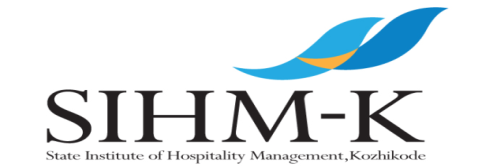 SIHM-K
State Institute of Hospitality Management,Kozhikode